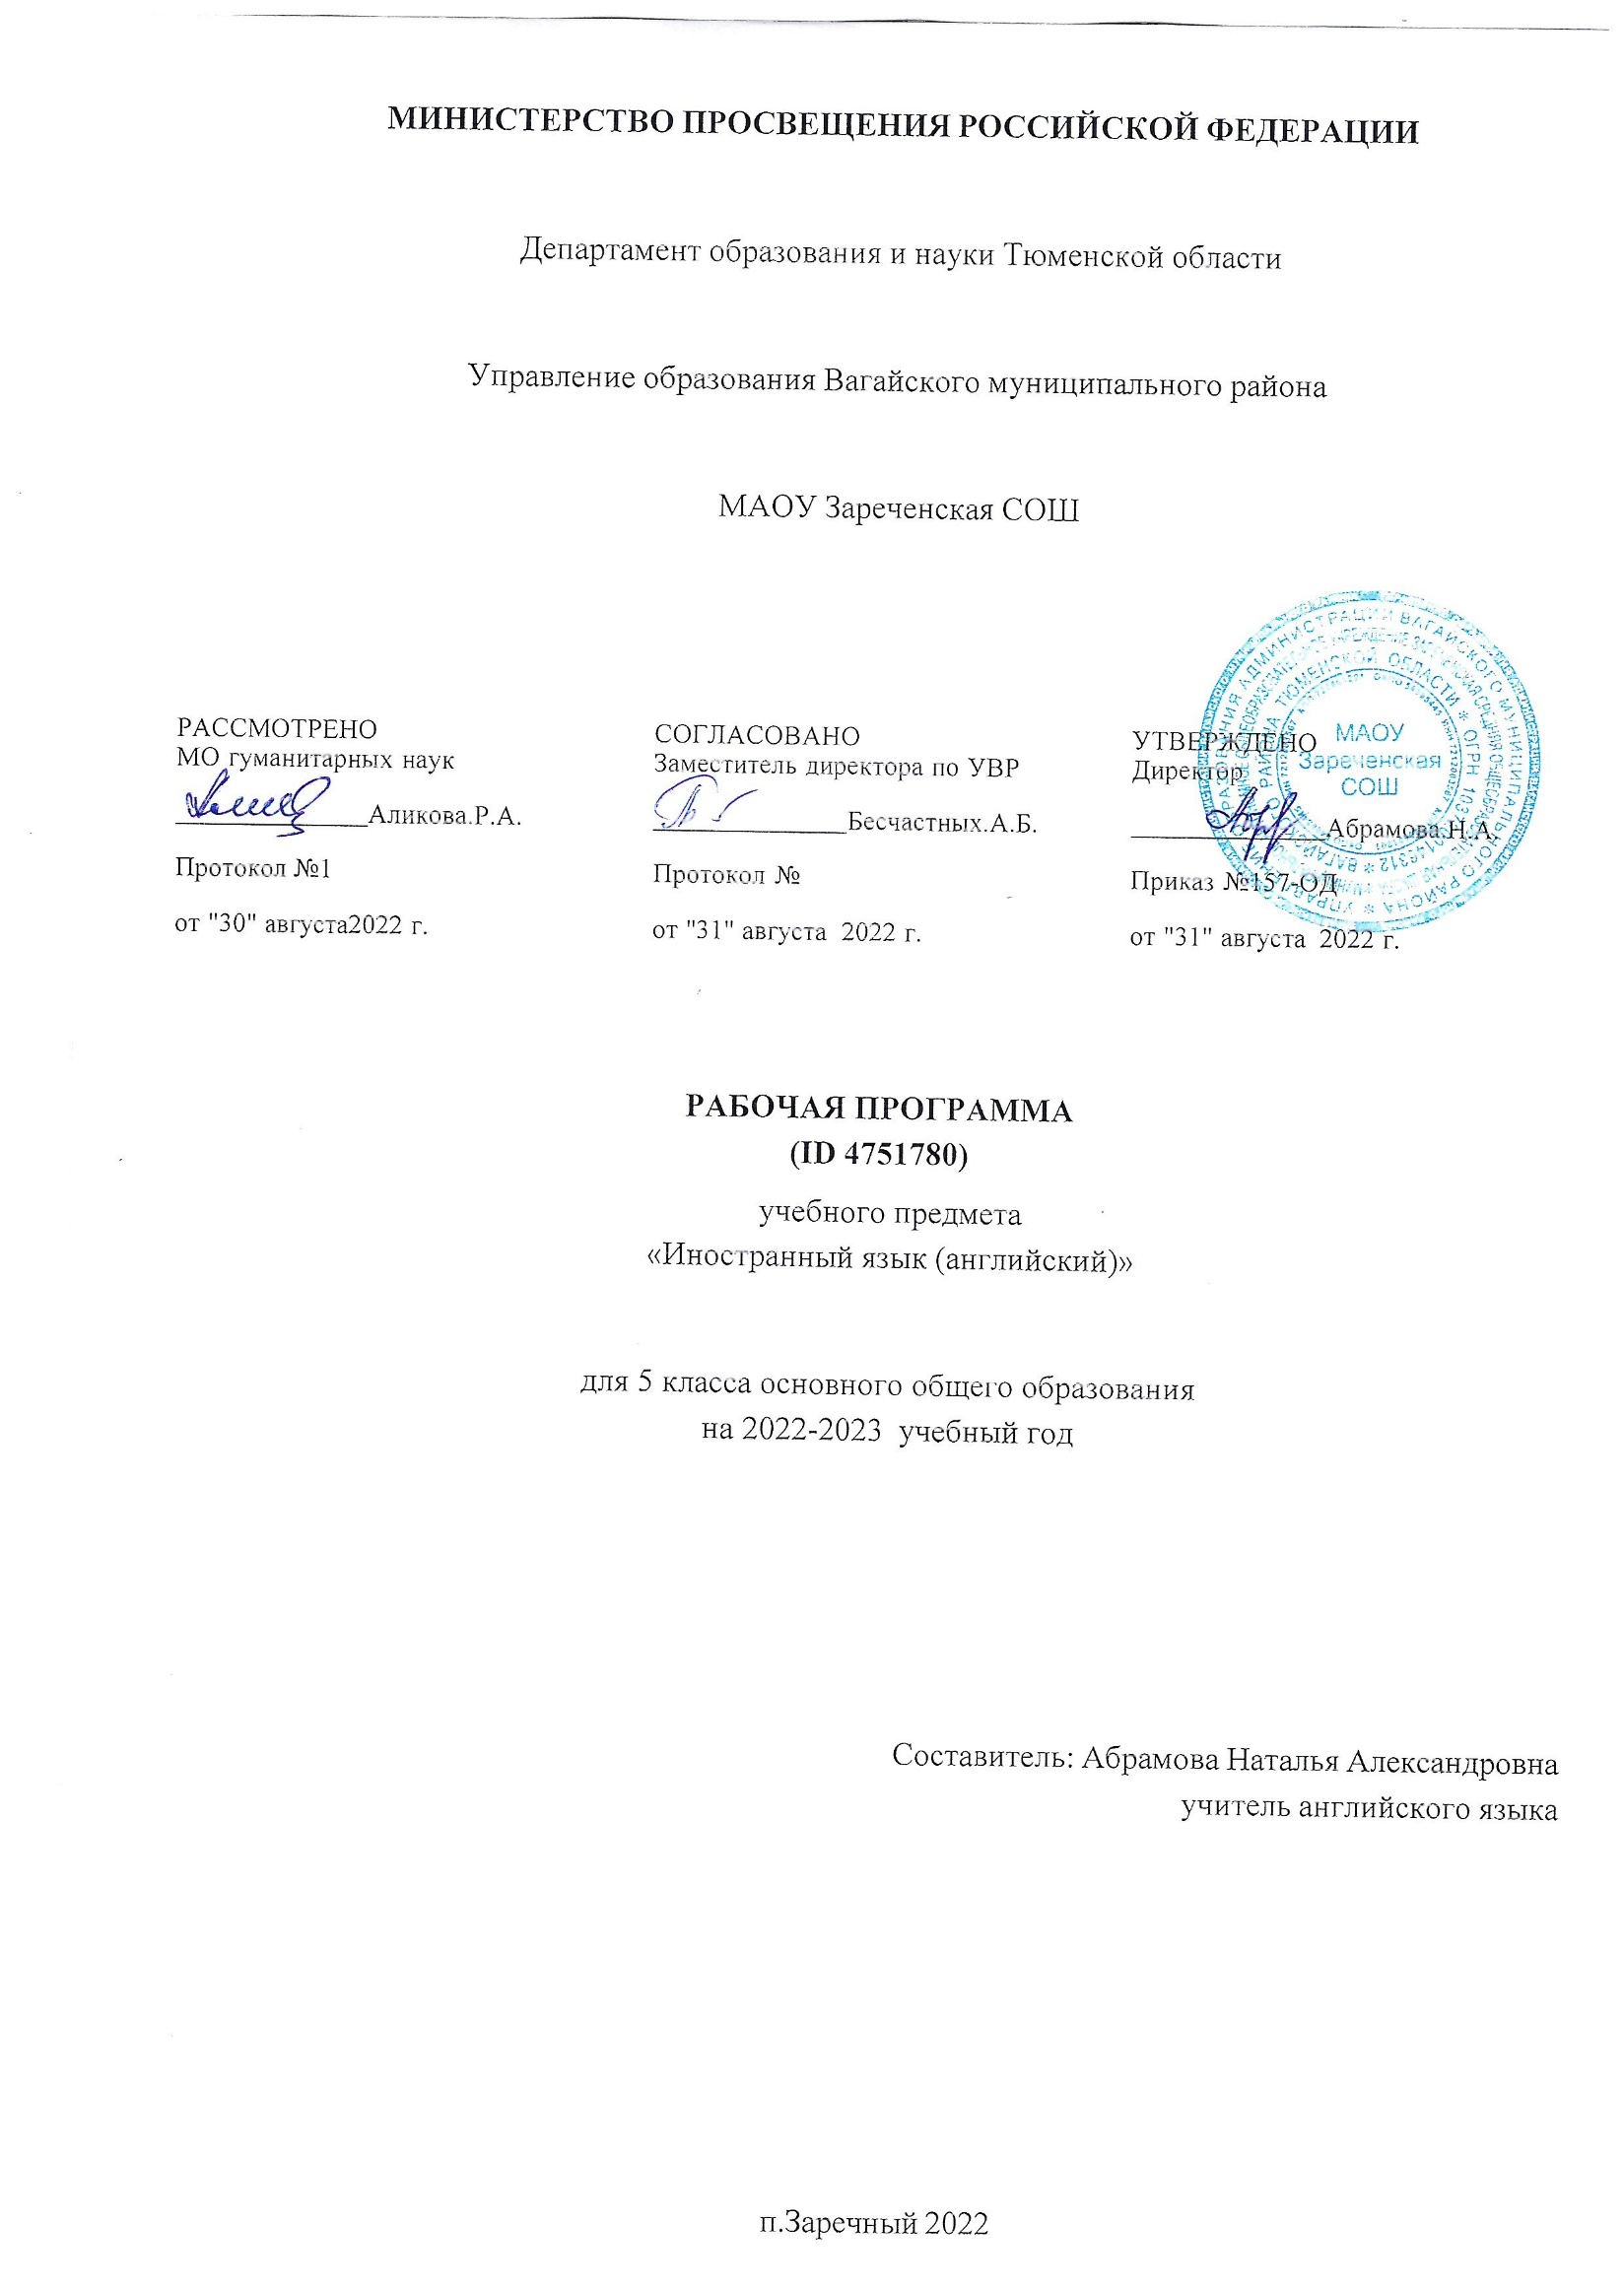 МИНИСТЕРСТВО ПРОСВЕЩЕНИЯ РОССИЙСКОЙ ФЕДЕРАЦИИ
Департамент образования и науки Тюменской области
Управление образования Вагайского муниципального района
МАОУ Зареченская СОШ
РАССМОТРЕНО
МО гуманитарных наук
Аликова.Р.А.
Протокол №1
от "30" августа2022 г.
СОГЛАСОВАНО
Заместитель директора по УВР
Бесчастных.А.Б.
Протокол №
от "31" августа 2022 г.
УТВЕРЖДЕНО
Директор
Абрамова.Н.А.
Приказ №157-ОД
от "31" августа 2022 г.
МАОУ
Зареченская
СОШ
РАБОЧАЯ ПРОГРАММА
(ID 4751780)
учебного предмета
«Иностранный язык (английский)»
для 5 класса основного общего образования
на 2022-2023 учебный год
Составитель: Абрамова Наталья Александровна
учитель английского языка
п.Заречный 2022